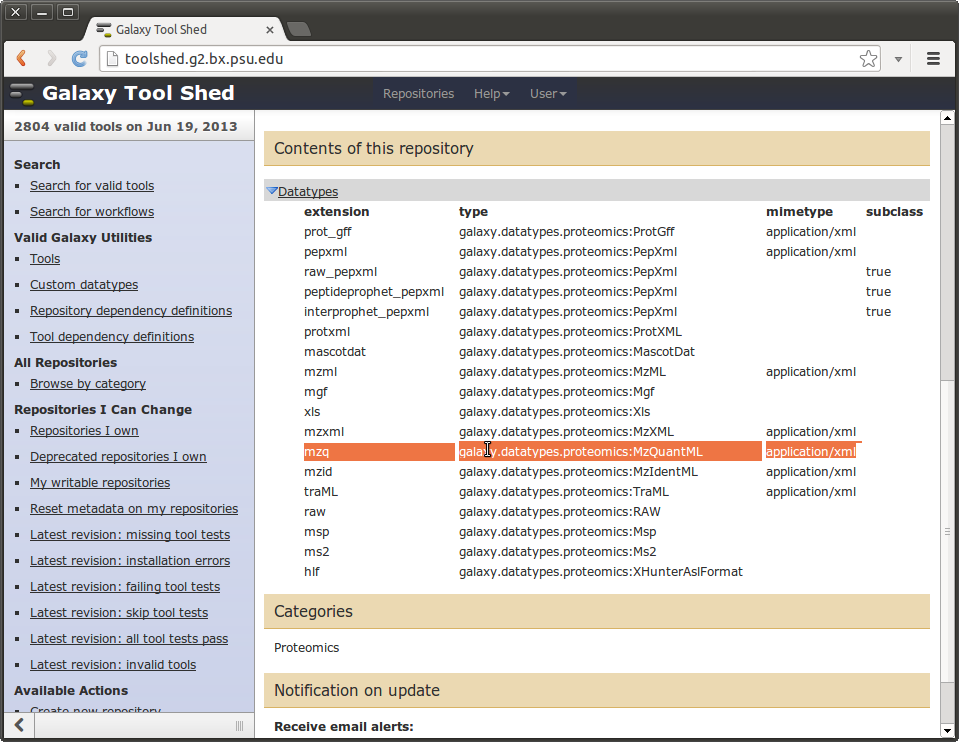 Galaxy Tool Shed
toolshed.g2.bx.psu.edu
Galaxy Tool Shed Repositories Help User
2804 valid tools on Jun 19, 2013
Search
Search for valid tools
Search for workflows
Valid Galaxy Utilities
Tools
Custom datatypes
Repository dependency definitions
Tool dependency definitions
All Repositories
Browse by category
Repositories I Can Change
Repositories I own
Deprecated repositories I own
My writable repositories
Reset metadata on my repositories
Latest revision: missing tool tests
Latest revision: installation errors
Latest revision: failing tool tests
Latest revision: skip tool tests
Latest revision: all tool tests pass
Latest revision: invalid tools
Available Actions
Create new repository
Contents of this repository
Datatypes
extension type mimetype subclass
prot_gff galaxy.datatypes.proteomics:ProtGff application/xml
pepxml galaxy.datatypes.proteomics:PepXml application/xml
raw_pepxml galaxy.datatypes.proteomics:PepXml true
peptideprophet_pepxml galaxy.datatypes.proteomics:PepXml true
interprophet_pepxml galaxy.datatypes.proteomics:PepXml true
protxml galaxy.datatypes.proteomics:ProtXML
mascotdat galaxy.datatypes.proteomics:MascotDat
mzml galaxy.datatypes.proteomics:MzML application/xml
mgf galaxy.datatypes.proteomics:Mgf
xls galaxy.datatypes.proteomics:Xls
mzxml galaxy.datatypes.proteomics:MzXML application/xml
mzq galaxy.datatypes.proteomics:MzQuantML application/xml
mzid galaxy.datatypes.proteomics:MzIdentML application/xml
traML galaxy.datatypes.proteomics:TraML application/xml
raw galaxy.datatypes.proteomics:RAW
msp galaxy.datatypes.proteomics:Msp
ms2 galaxy.datatypes.proteomics:Ms2
hlf galaxy.datatypes.proteomics:XHunterAslFormat
Categories
Proteomics
Notification on update
Receive email alerts: